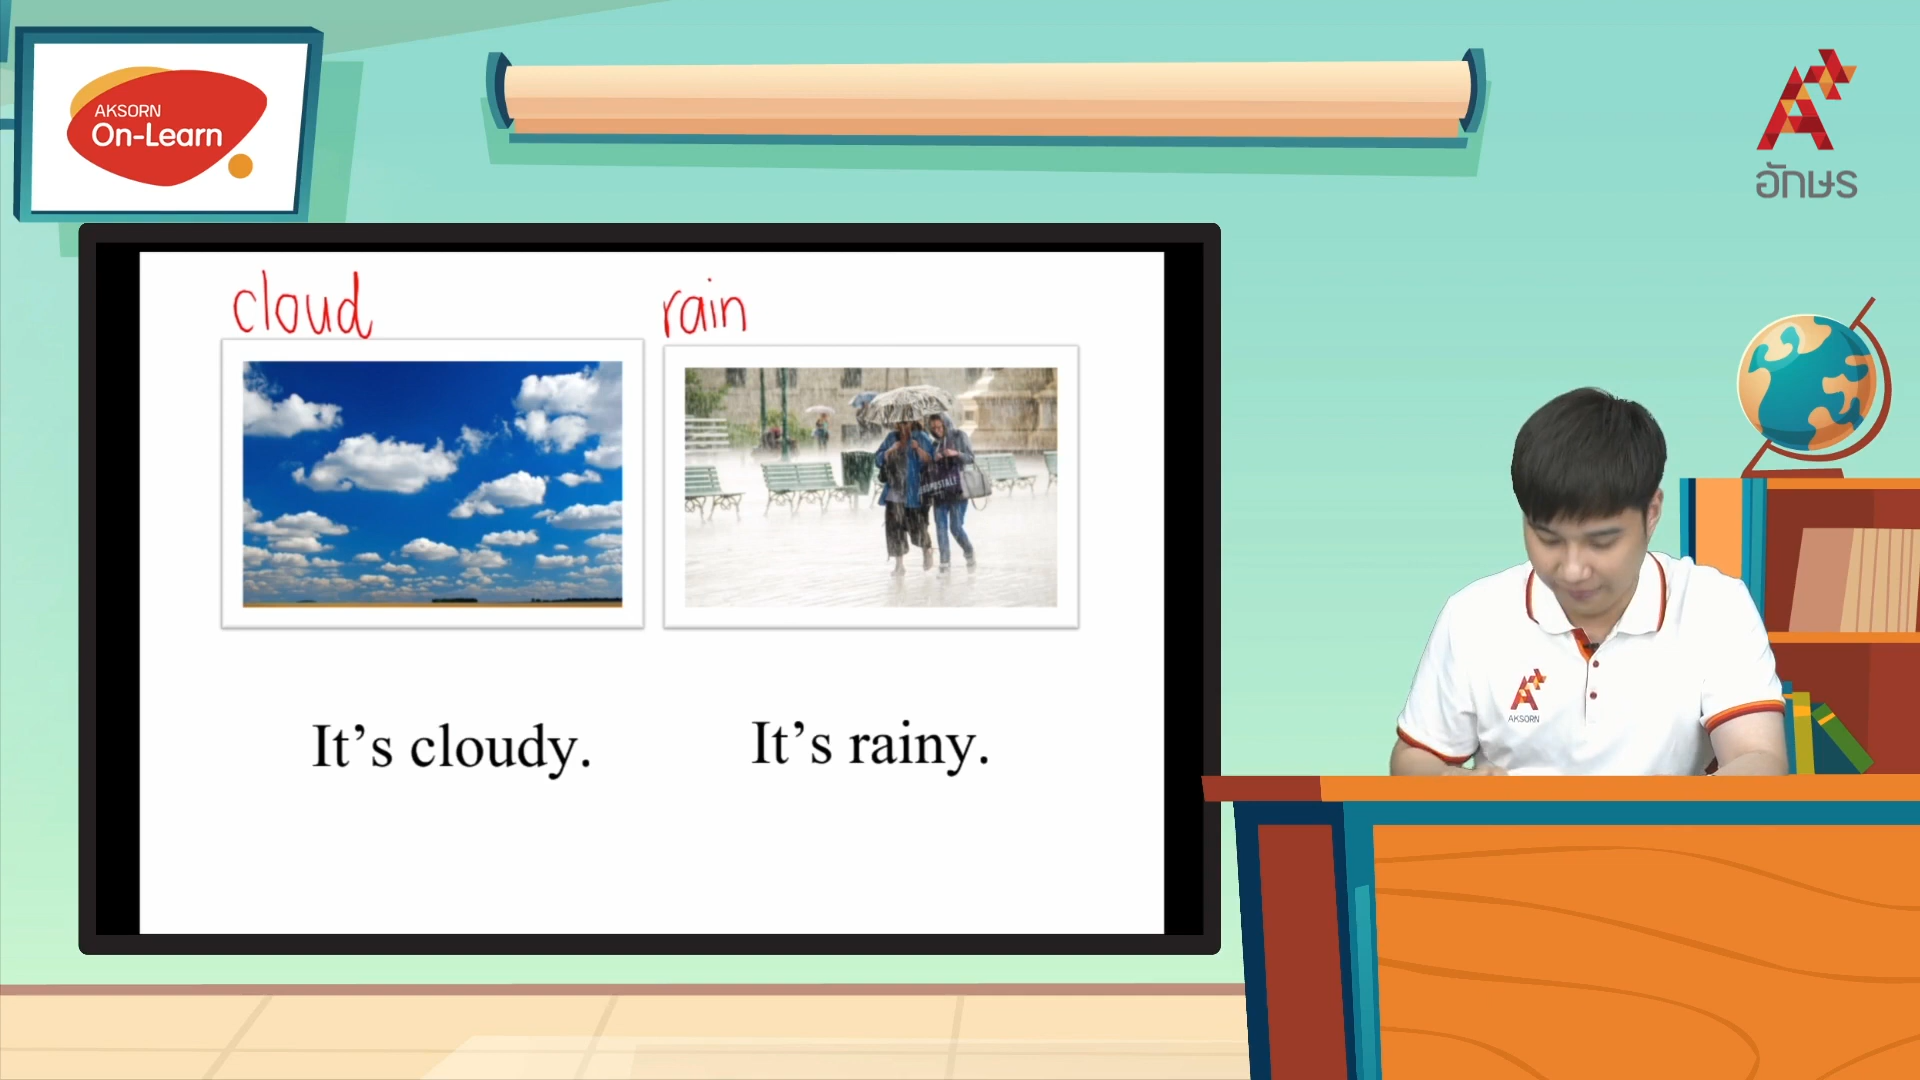 AKSORN
On-Learn
อักษร
cloud
rain
It's cloudy.
It's rainy.
AKSORN